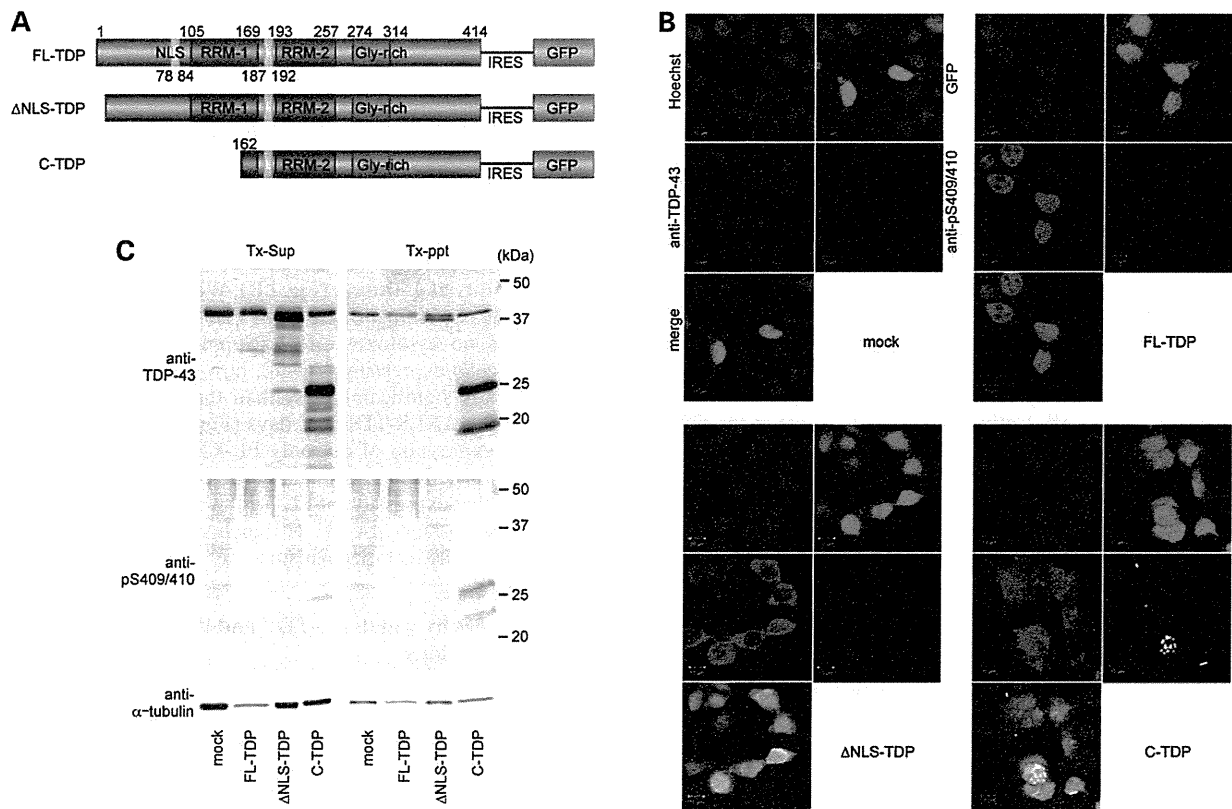 A
1 105 169 193 257 274 314 414
FL-TDP NLS RRM-1 RRM-2 Gly-rich IRES GFP
78 84 187 192
ΔNLS-TDP RRM-1 RRM-2 Gly-rich IRES GFP
162
C-TDP RRM-2 Gly-rich IRES GFP
B
Hoechst
GFP
anti-TDP-43
anti-pS409/410
merge
mock
FL-TDP
ΔNLS-TDP
C-TDP
C
Tx-Sup Tx-ppt (kDa)
50
37
anti-
TDP-43
25
20
50
37
anti-
pS409/410
25
20
anti-
α-tubulin
mock FL-TDP ΔNLS-TDP C-TDP mock FL-TDP ΔNLS-TDP C-TDP